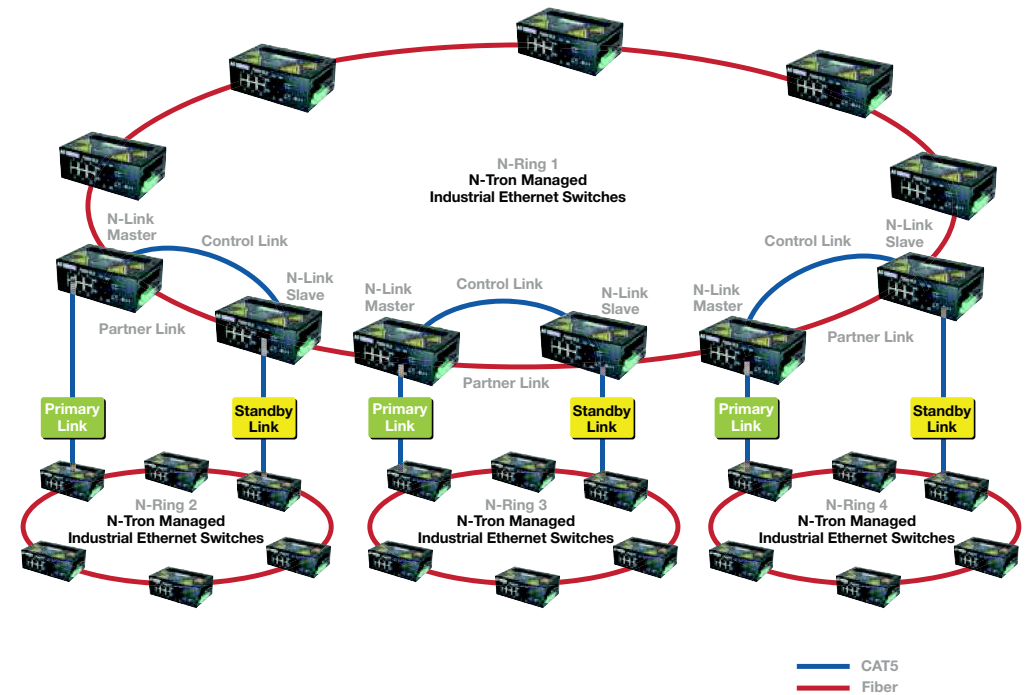 N-Ring 1
N-Tron Managed
Industrial Ethernet Switches
N-Link
Master
Control Link
N-Link
Slave
Partner Link
N-Link
Master
Control Link
N-Link
Slave
Partner Link
N-Link
Master
Control Link
N-Link
Slave
Partner Link
Primary
Link
Standby
Link
Primary
Link
Standby
Link
Primary
Link
Standby
Link
N-Ring 2
N-Tron Managed
Industrial Ethernet Switches
N-Ring 3
N-Tron Managed
Industrial Ethernet Switches
N-Ring 4
N-Tron Managed
Industrial Ethernet Switches
CAT5
Fiber